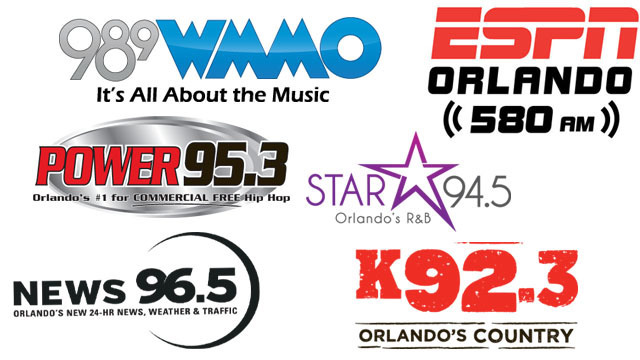 98.9 WMMO
It's All About the Music
ESPN
ORLANDO
580 AM
POWER 95.3
Orlando's #1 for COMMERCIAL FREE Hip Hop
STAR 94.5
Orlando's R&B
NEWS 96.5
ORLANDO'S NEW 24-HR NEWS, WEATHER & TRAFFIC
K92.3
ORLANDO'S COUNTRY